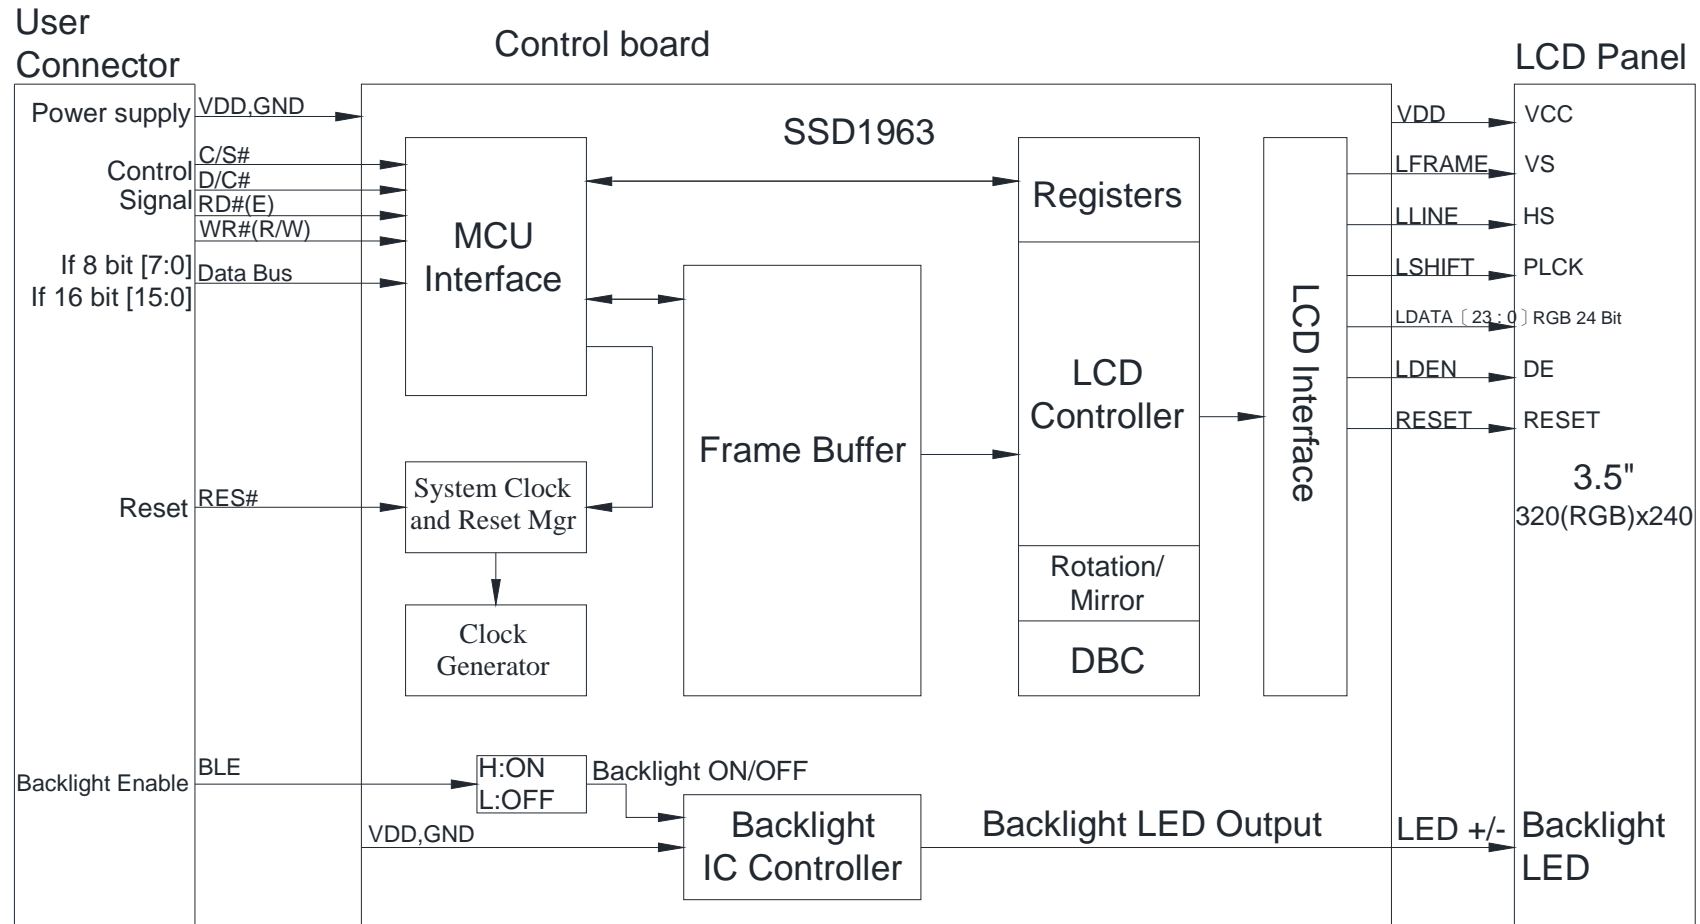 User
Connector
Control board
LCD Panel
Power supply
VDD,GND
Control
Signal
C/S#
D/C#
RD#(E)
WR#(R/W)
If 8 bit [7:0]
If 16 bit [15:0]
Data Bus
Reset
RES#
Backlight Enable
BLE
SSD1963
MCU
Interface
System Clock
and Reset Mgr
Clock
Generator
Frame Buffer
Registers
LCD
Controller
Rotation/
Mirror
DBC
LCD Interface
H:ON
L:OFF
Backlight ON/OFF
VDD,GND
Backlight
IC Controller
Backlight LED Output
VDD
VCC
LFRAME
VS
LLINE
HS
LSHIFT
PLCK
LDATA〔23:0〕RGB 24 Bit
LDEN
DE
RESET
RESET
3.5"
320(RGB)x240
LED +/-
Backlight
LED